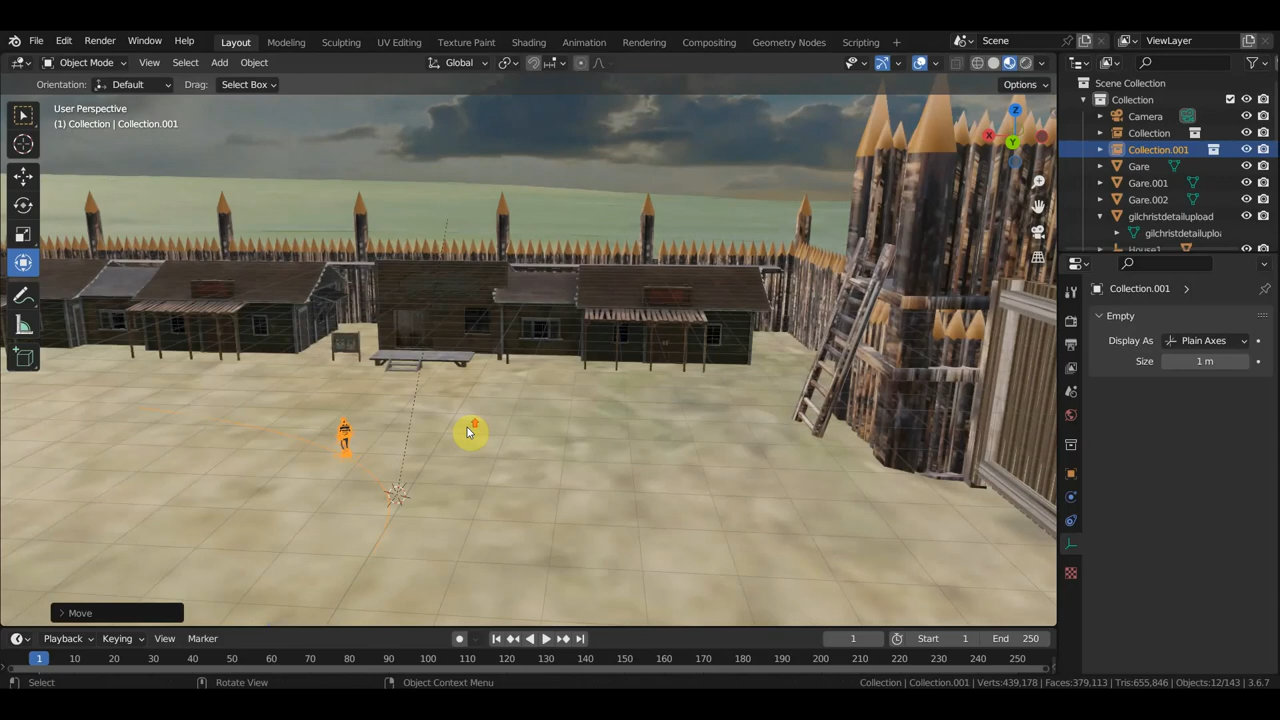 File Edit Render Window Help Layout Modeling Sculpting UV Editing Texture Paint Shading Animation Rendering Compositing Geometry Nodes Scripting + Scene ViewLayer
Object Mode View Select Add Object Global
Orientation: Default Drag: Select Box Options
User Perspective
(1) Collection | Collection.001
X
Y
Z
Scene Collection
Collection
Camera
Collection
Collection.001
Gare
Gare.001
Gare.002
gilchristdetailupload
gilchristdetailuploa
House1
Collection.001
Empty
Display As Plain Axes
Size 1 m
Move
Playback Keying View Marker 1 Start 1 End 250
1 10 20 30 40 50 60 70 80 90 100 110 120 130 140 150 160 170 180 190 200 210 220 230 240 250
Select Rotate View Object Context Menu Collection | Collection.001 | Verts:439,178 | Faces:379,113 | Tris:655,846 | Objects:12/143 | 3.6.7